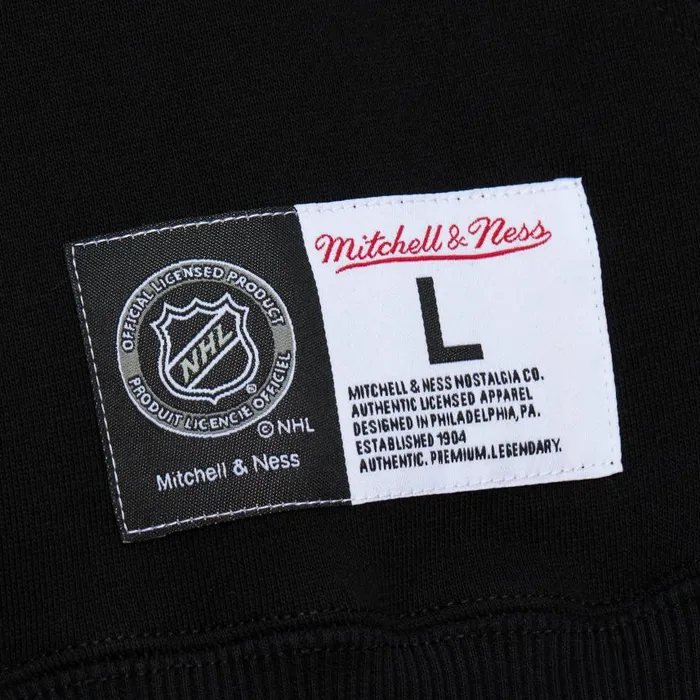 OFFICIAL LICENSED PRODUCT
NHL
®
PRODUIT LICENCIÉ OFFICIEL
© NHL
Mitchell & Ness
Mitchell & Ness
L
MITCHELL & NESS NOSTALGIA CO.
AUTHENTIC LICENSED APPAREL
DESIGNED IN PHILADELPHIA, PA.
ESTABLISHED 1904
AUTHENTIC. PREMIUM. LEGENDARY.